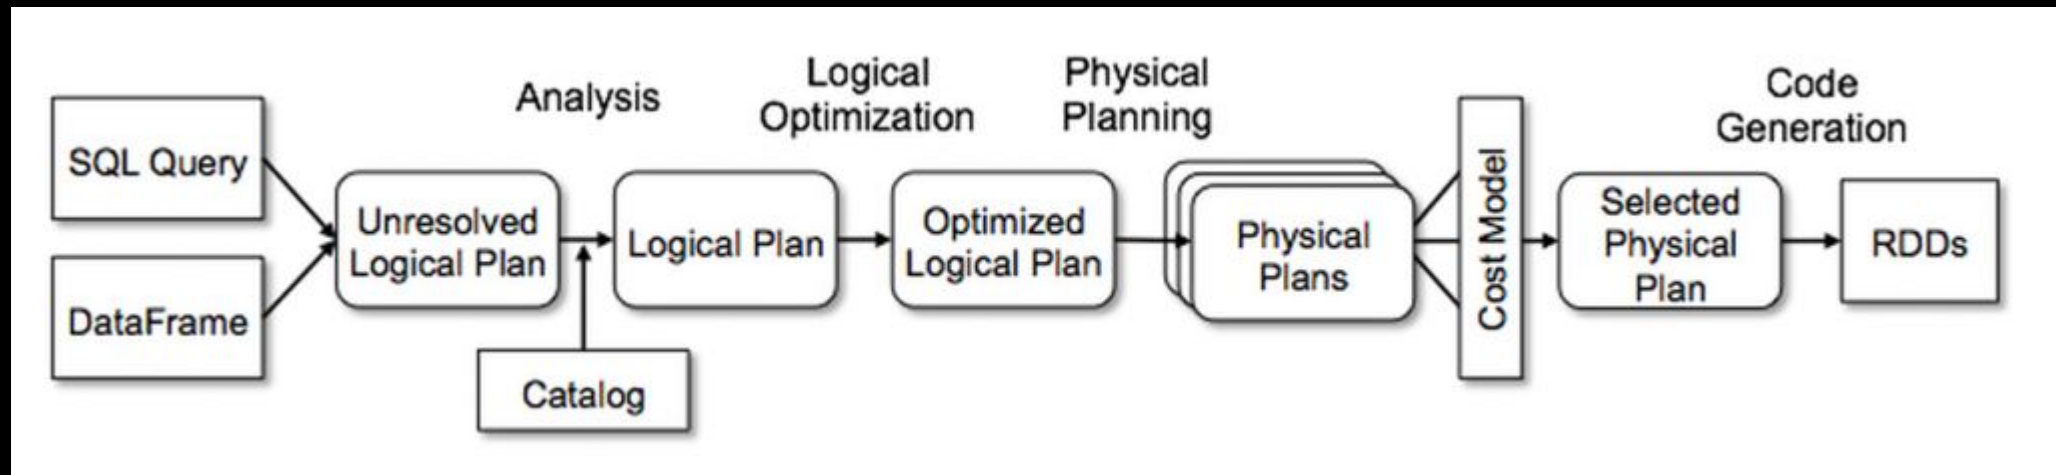 SQL Query
DataFrame
Unresolved
Logical Plan
Analysis
Catalog
Logical Plan
Logical
Optimization
Optimized
Logical Plan
Physical
Planning
Physical
Plans
Cost Model
Selected
Physical
Plan
Code
Generation
RDDs